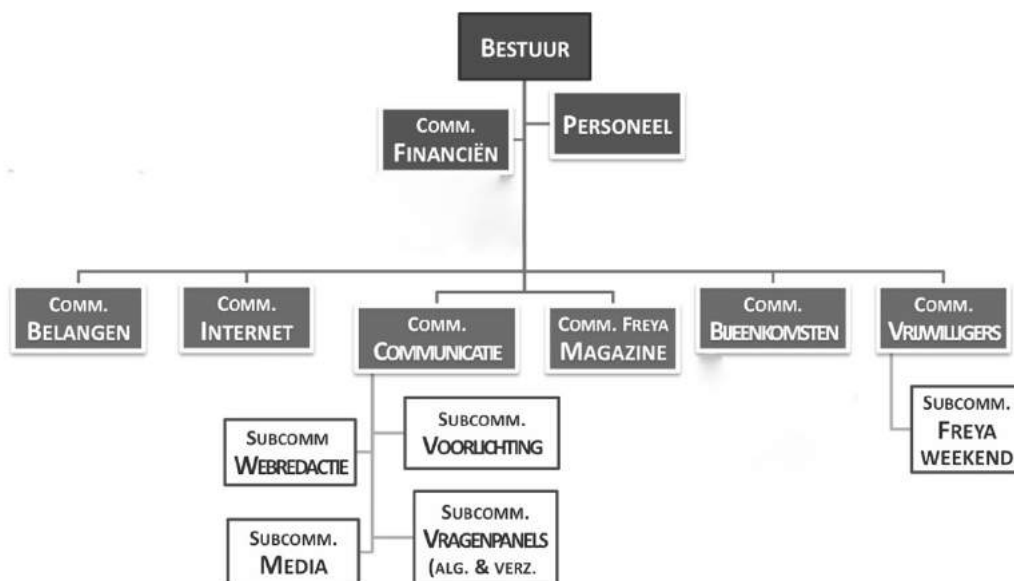 BESTUUR
COMM.
FINANCIËN
PERSONEEL
COMM.
BELANGEN
COMM.
INTERNET
COMM.
COMMUNICATIE
COMM. FREYA
MAGAZINE
COMM.
BIJEENKOMSTEN
COMM.
VRIJWILLIGERS
SUBCOMM
WEBREDACTIE
SUBCOMM.
VOORLICHTING
SUBCOMM.
MEDIA
SUBCOMM.
VRAGENPANELS
(ALG. & VERZ.
SUBCOMM.
FREYA
WEEKEND